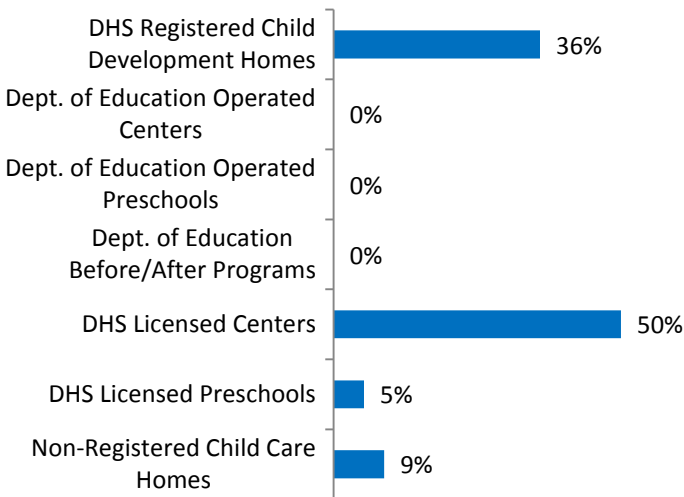 DHS Registered Child
Development Homes
36%
Dept. of Education Operated
Centers
0%
Dept. of Education Operated
Preschools
0%
Dept. of Education
Before/After Programs
0%
DHS Licensed Centers
50%
DHS Licensed Preschools
5%
Non-Registered Child Care
Homes
9%